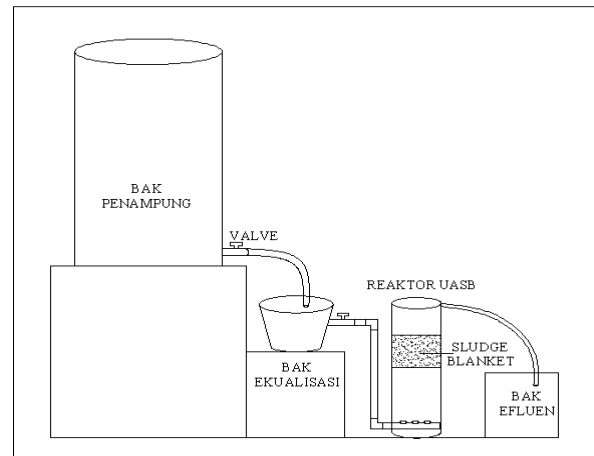 BAK
PENAMPUNG
VALVE
REAKTOR UASB
SLUDGE
BLANKET
BAK
EKUALISASI
BAK
EFLUEN